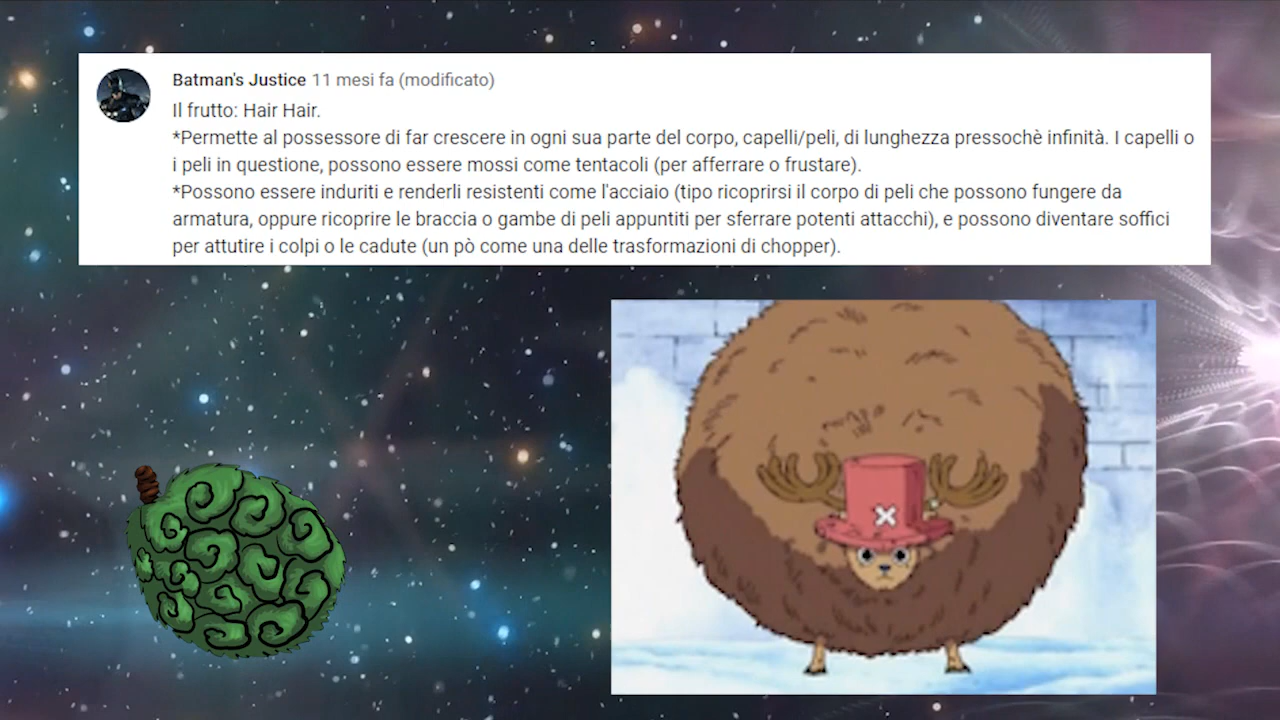 Batman's Justice 11 mesi fa (modificato)
Il frutto: Hair Hair.
*Permette al possessore di far crescere in ogni sua parte del corpo, capelli/peli, di lunghezza pressochè infinità. I capelli o
i peli in questione, possono essere mossi come tentacoli (per afferrare o frustare).
*Possono essere induriti e renderli resistenti come l'acciaio (tipo ricoprirsi il corpo di peli che possono fungere da
armatura, oppure ricoprire le braccia o gambe di peli appuntiti per sferrare potenti attacchi), e possono diventare soffici
per attutire i colpi o le cadute (un pò come una delle trasformazioni di chopper).